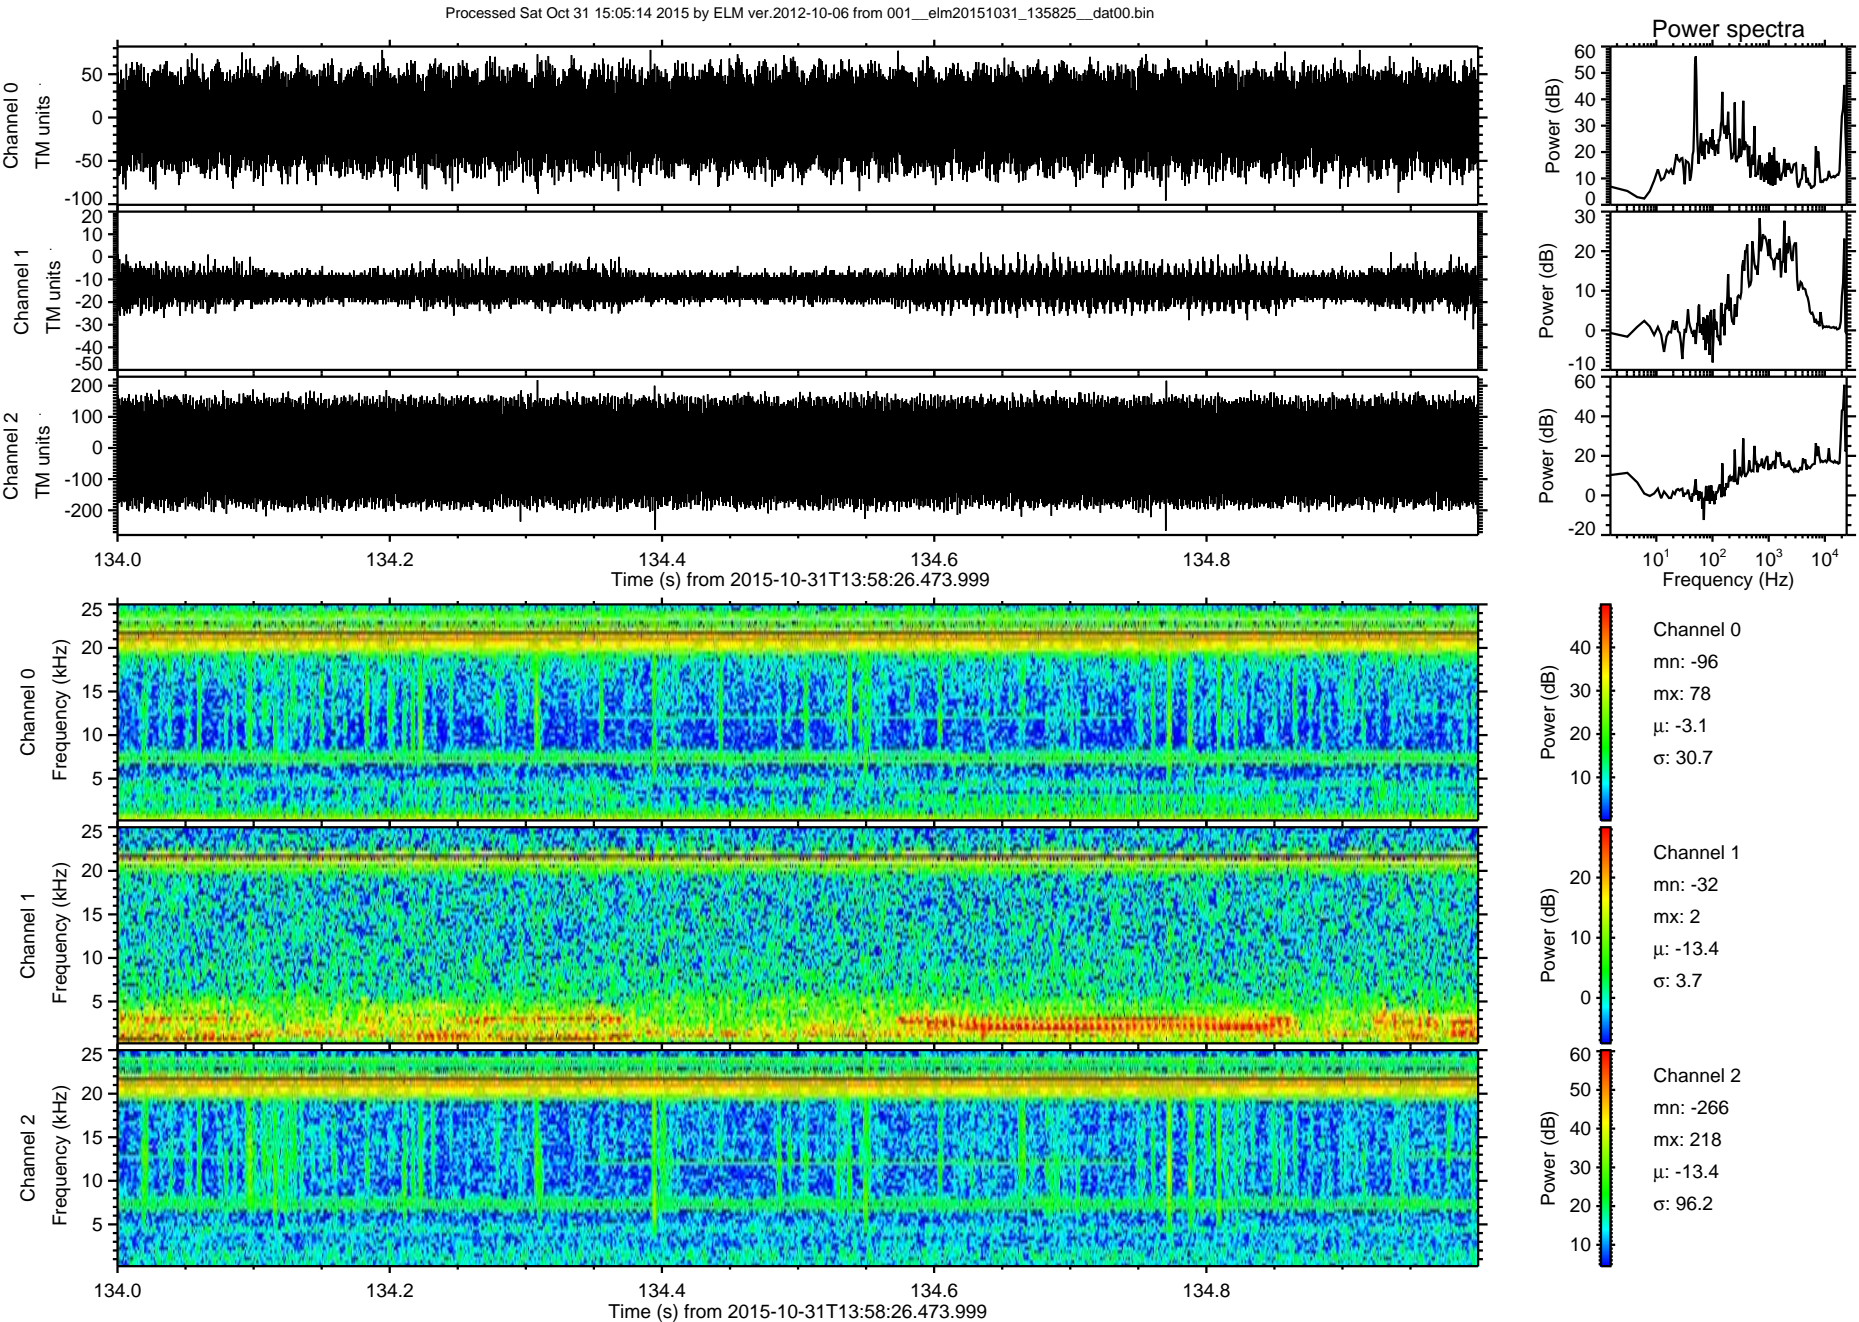 Processed Sat Oct 31 15:05:14 2015 by ELM ver.2012-10-06 from 001__elm20151031_135825__dat00.bin
Power spectra
Channel 0
TM units
50
0
-50
-100
Power (dB)
60
50
40
30
20
10
0
Channel 1
TM units
20
10
0
-10
-20
-30
-40
-50
Power (dB)
30
20
10
0
-10
Channel 2
TM units
200
100
0
-100
-200
Power (dB)
60
40
20
0
-20
134.0 134.2 134.4 134.6 134.8
Time (s) from 2015-10-31T13:58:26.473.999
10^1 10^2 10^3 10^4
Frequency (Hz)
Channel 0
Frequency (kHz)
25
20
15
10
5
Power (dB)
40
30
20
10
Channel 0
mn: -96
mx: 78
µ: -3.1
σ: 30.7
Channel 1
Frequency (kHz)
25
20
15
10
5
Power (dB)
20
10
0
Channel 1
mn: -32
mx: 2
µ: -13.4
σ: 3.7
Channel 2
Frequency (kHz)
25
20
15
10
5
Power (dB)
60
50
40
30
20
10
Channel 2
mn: -266
mx: 218
µ: -13.4
σ: 96.2
134.0 134.2 134.4 134.6 134.8
Time (s) from 2015-10-31T13:58:26.473.999